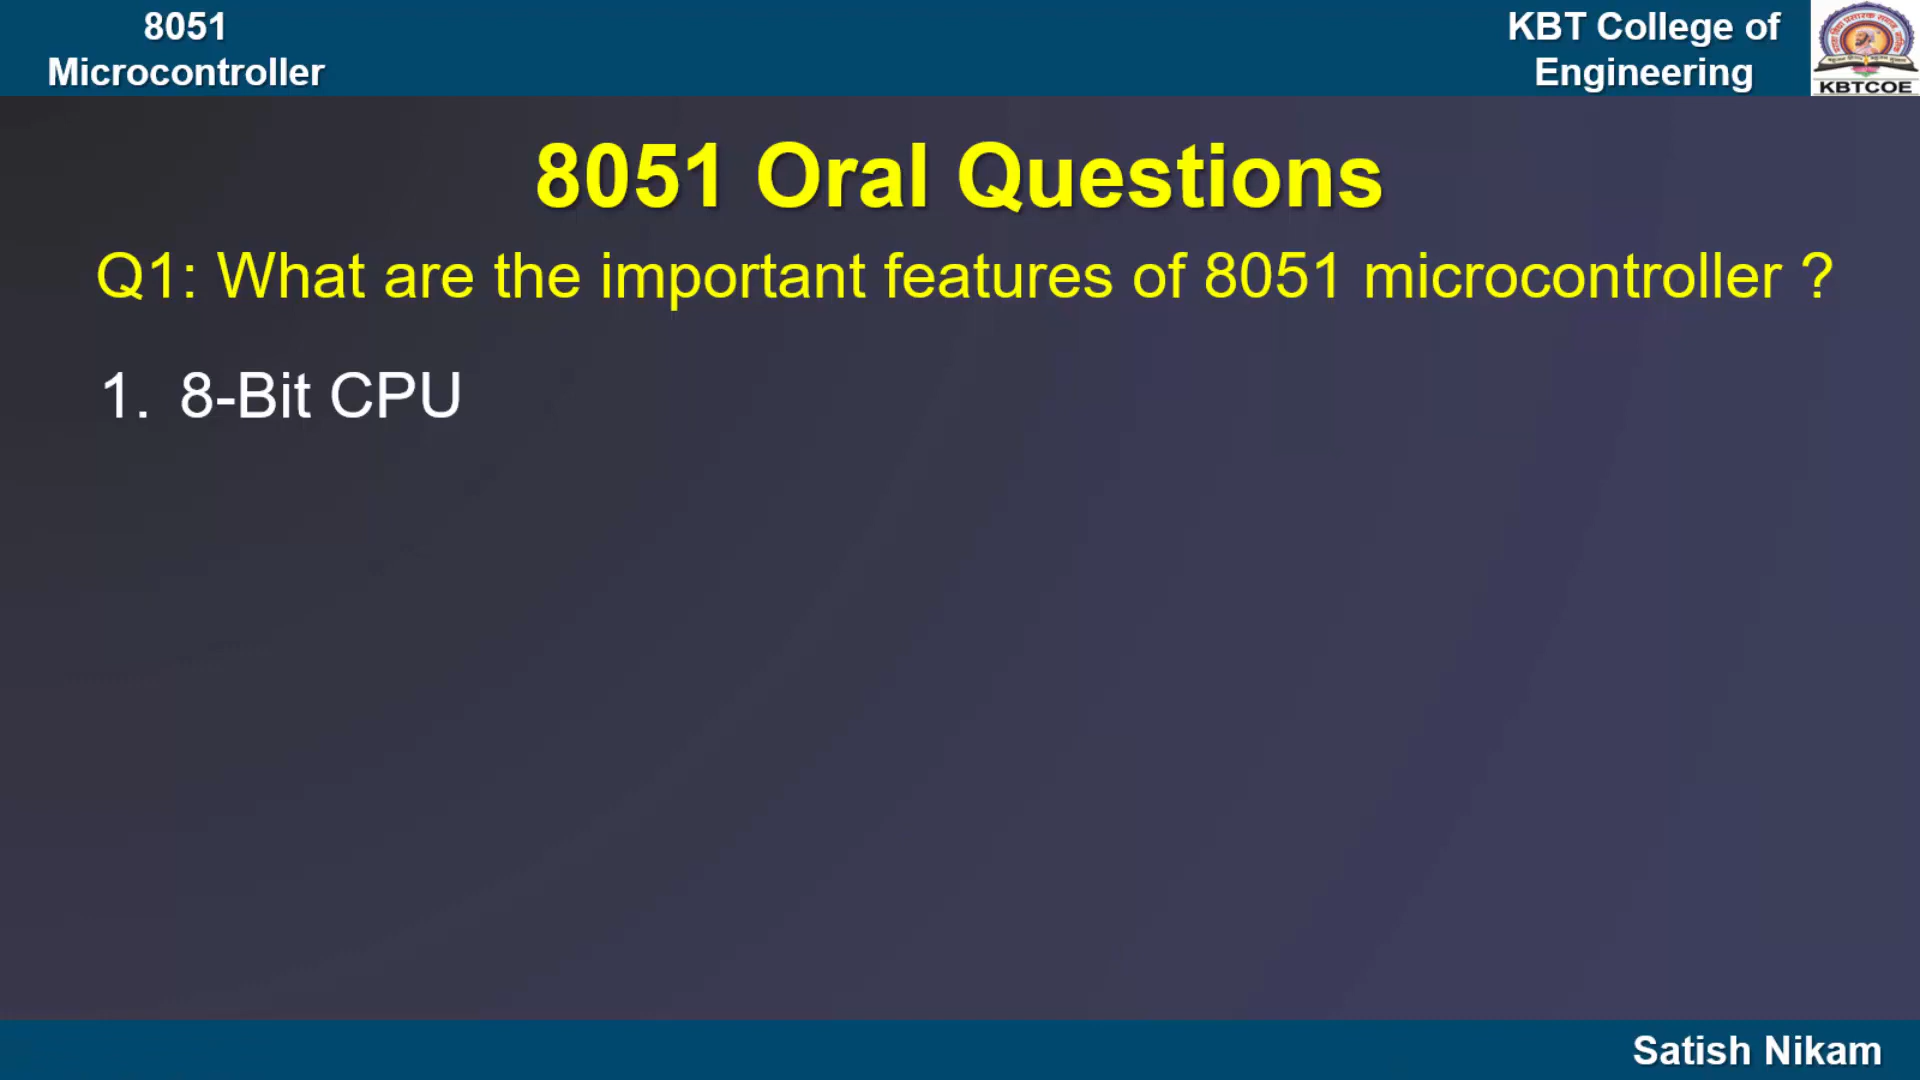 8051
Microcontroller
KBT College of
Engineering
KBTCOE
8051 Oral Questions
Q1: What are the important features of 8051 microcontroller ?
1. 8-Bit CPU
Satish Nikam